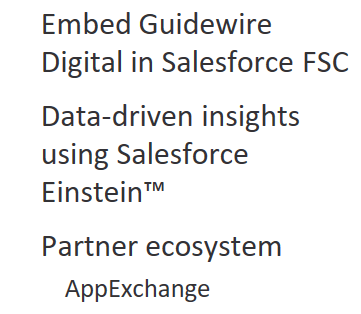 Embed Guidewire
Digital in Salesforce FSC
Data-driven insights
using Salesforce
Einstein™
Partner ecosystem
AppExchange